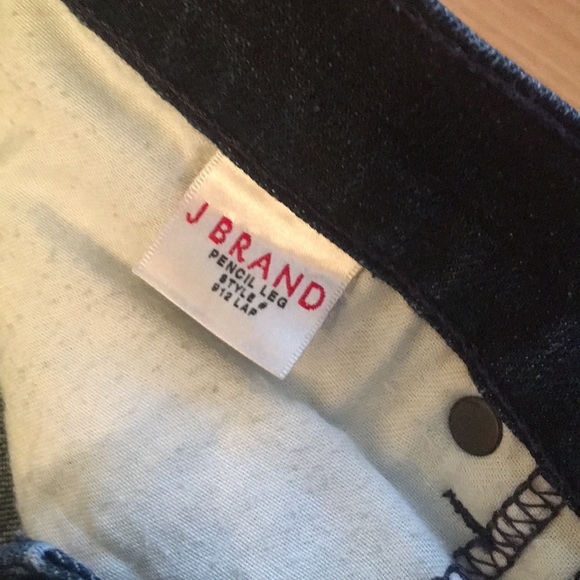 J BRAND
PENCIL LEG
STYLE #
912 LAP